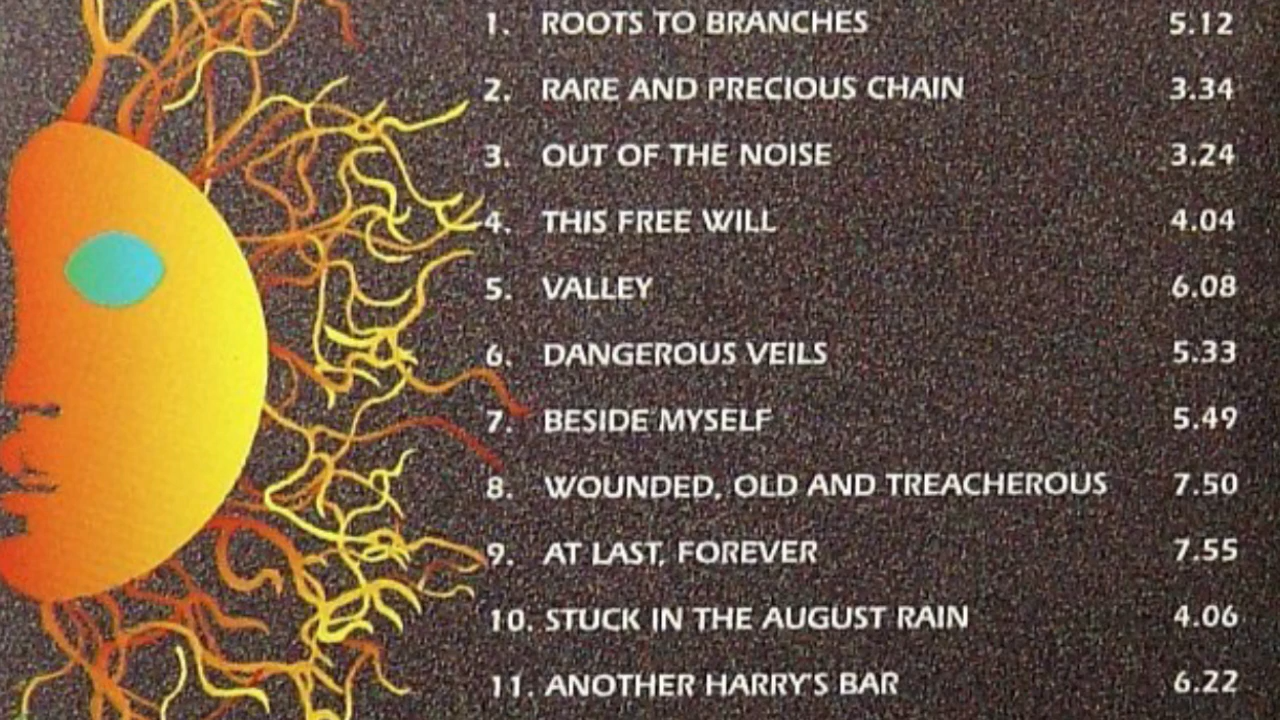 1. ROOTS TO BRANCHES 5.12
2. RARE AND PRECIOUS CHAIN 3.34
3. OUT OF THE NOISE 3.24
4. THIS FREE WILL 4.04
5. VALLEY 6.08
6. DANGEROUS VEILS 5.33
7. BESIDE MYSELF 5.49
8. WOUNDED, OLD AND TREACHEROUS 7.50
9. AT LAST, FOREVER 7.55
10. STUCK IN THE AUGUST RAIN 4.06
11. ANOTHER HARRY'S BAR 6.22